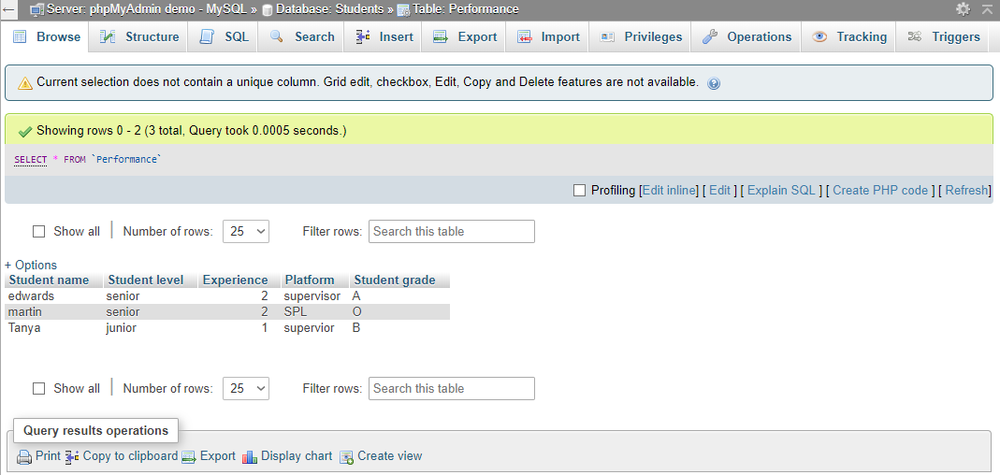 Server: phpMyAdmin demo - MySQL » Database: Students » Table: Performance
Browse Structure SQL Search Insert Export Import Privileges Operations Tracking Triggers
Current selection does not contain a unique column. Grid edit, checkbox, Edit, Copy and Delete features are not available.
Showing rows 0 - 2 (3 total, Query took 0.0005 seconds.)
SELECT * FROM `Performance`
Profiling [Edit inline] [ Edit ] [ Explain SQL ] [ Create PHP code ] [ Refresh]
Show all | Number of rows: 25 Filter rows: Search this table
+ Options
Student name Student level Experience Platform Student grade
edwards senior 2 supervisor A
martin senior 2 SPL O
Tanya junior 1 supervior B
Show all | Number of rows: 25 Filter rows: Search this table
Query results operations
Print Copy to clipboard Export Display chart Create view